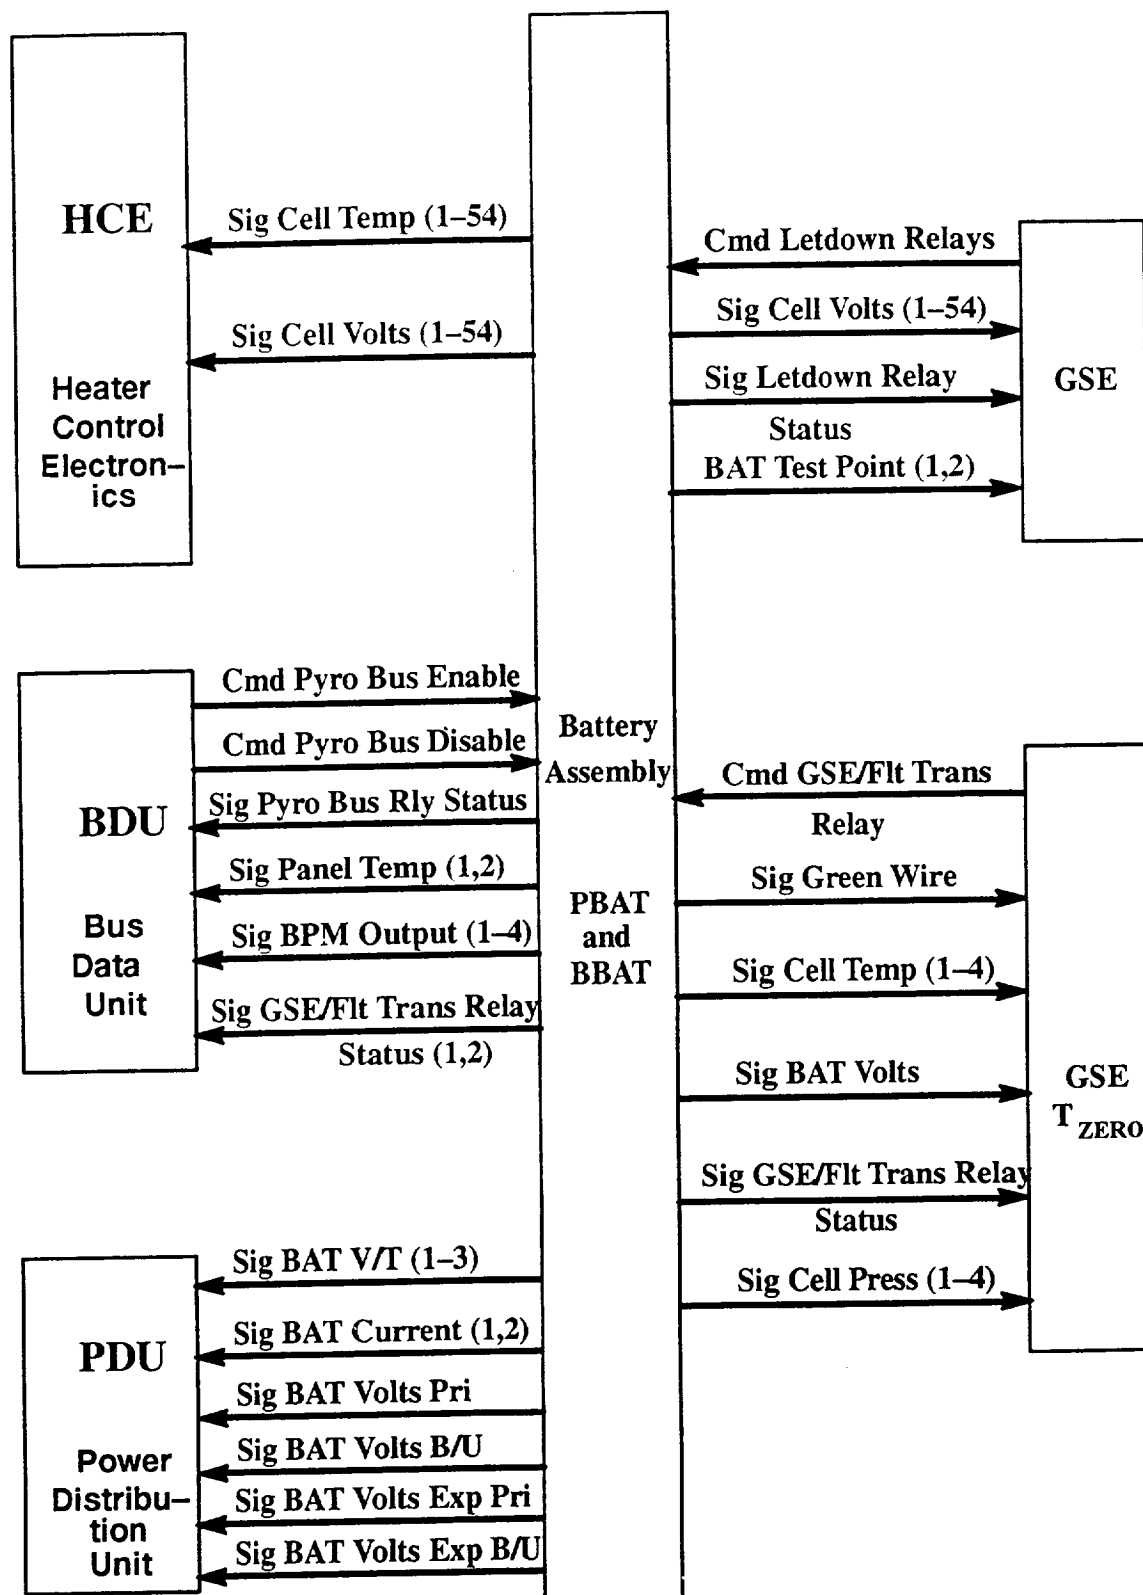 HCE
Heater
Control
Electron–
ics
Sig Cell Temp (1–54)
Sig Cell Volts (1–54)
BDU
Bus
Data
Unit
Cmd Pyro Bus Enable
Cmd Pyro Bus Disable
Sig Pyro Bus Rly Status
Sig Panel Temp (1,2)
Sig BPM Output (1–4)
Sig GSE/Flt Trans Relay
Status (1,2)
PDU
Power
Distribu–
tion
Unit
Sig BAT V/T (1–3)
Sig BAT Current (1,2)
Sig BAT Volts Pri
Sig BAT Volts B/U
Sig BAT Volts Exp Pri
Sig BAT Volts Exp B/U
Battery
Assembly
PBAT
and
BBAT
Cmd Letdown Relays
Sig Cell Volts (1–54)
Sig Letdown Relay
Status
BAT Test Point (1,2)
GSE
Cmd GSE/Flt Trans
Relay
Sig Green Wire
Sig Cell Temp (1–4)
Sig BAT Volts
Sig GSE/Flt Trans Relay
Status
Sig Cell Press (1–4)
GSE
T ZERO